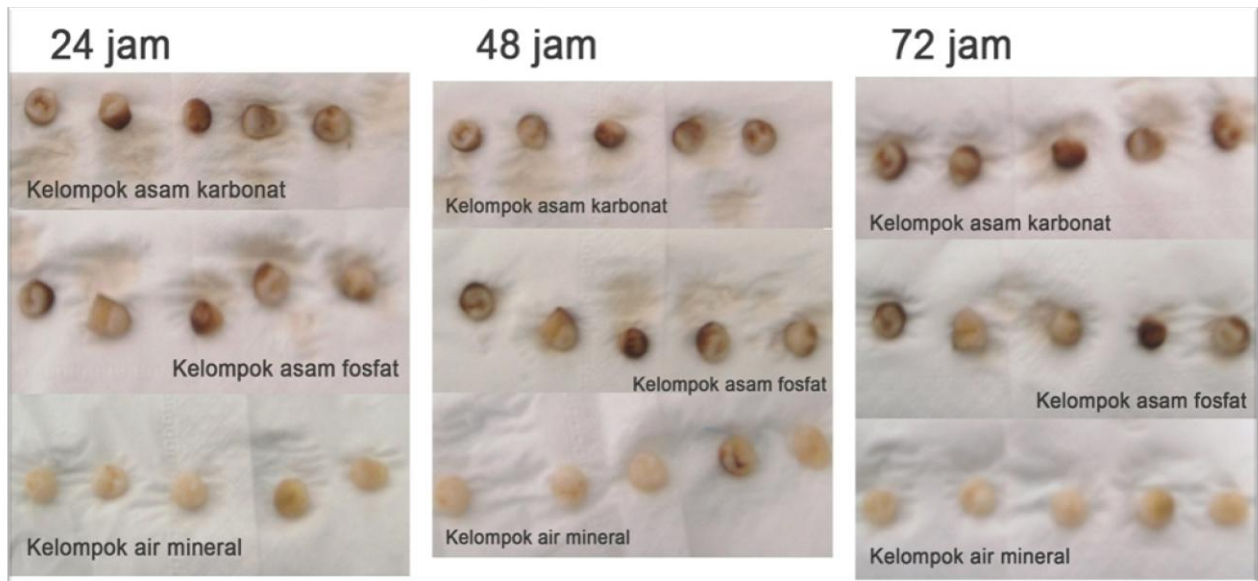 24 jam
48 jam
72 jam
Kelompok asam karbonat
Kelompok asam karbonat
Kelompok asam karbonat
Kelompok asam fosfat
Kelompok asam fosfat
Kelompok asam fosfat
Kelompok air mineral
Kelompok air mineral
Kelompok air mineral